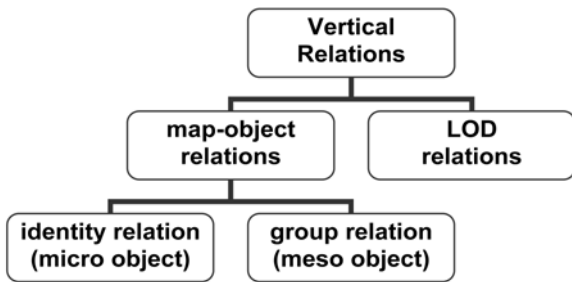 Vertical
Relations
map-object
relations
LOD
relations
identity relation
(micro object)
group relation
(meso object)